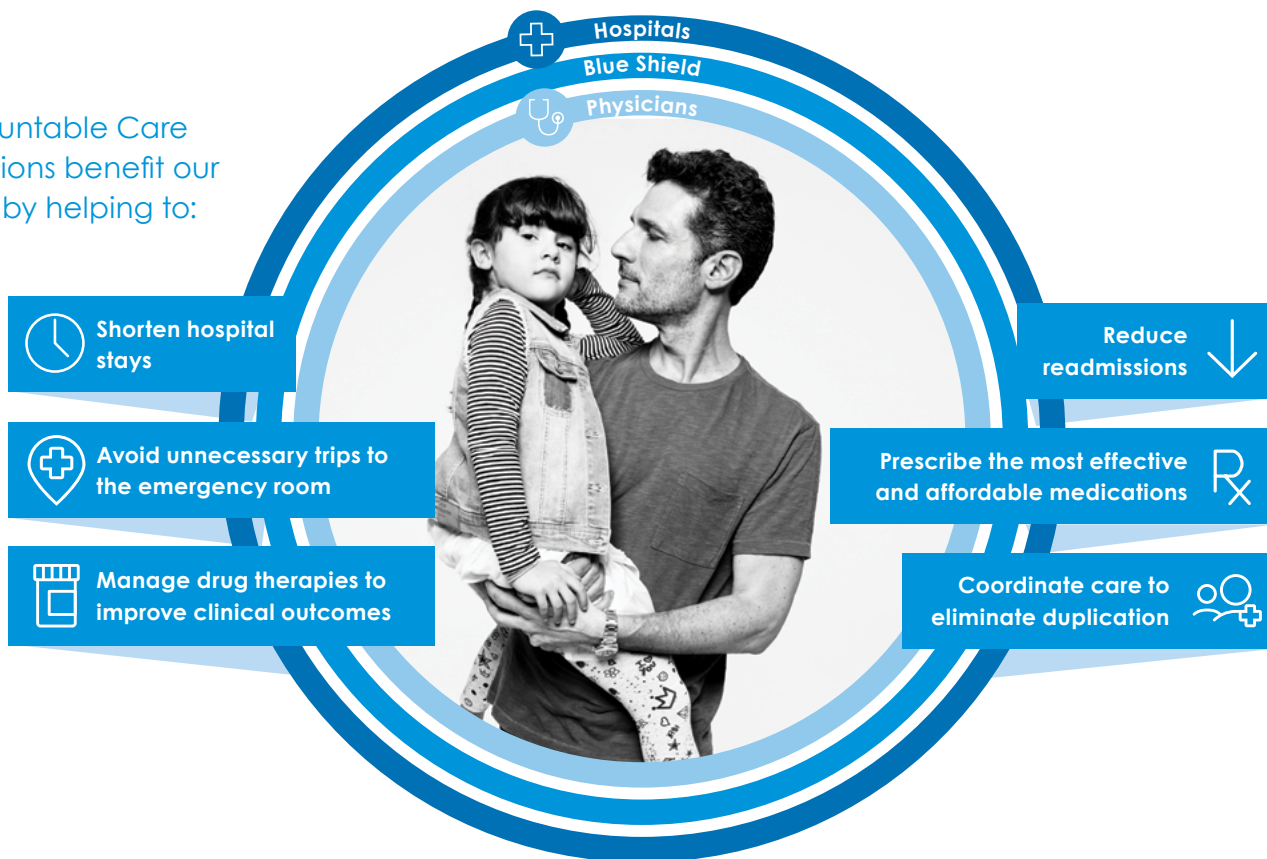 Hospitals
Blue Shield
Physicians
untable Care
ions benefit our
by helping to:
Shorten hospital
stays
Avoid unnecessary trips to
the emergency room
Manage drug therapies to
improve clinical outcomes
Reduce
readmissions
Prescribe the most effective
and affordable medications
Coordinate care to
eliminate duplication